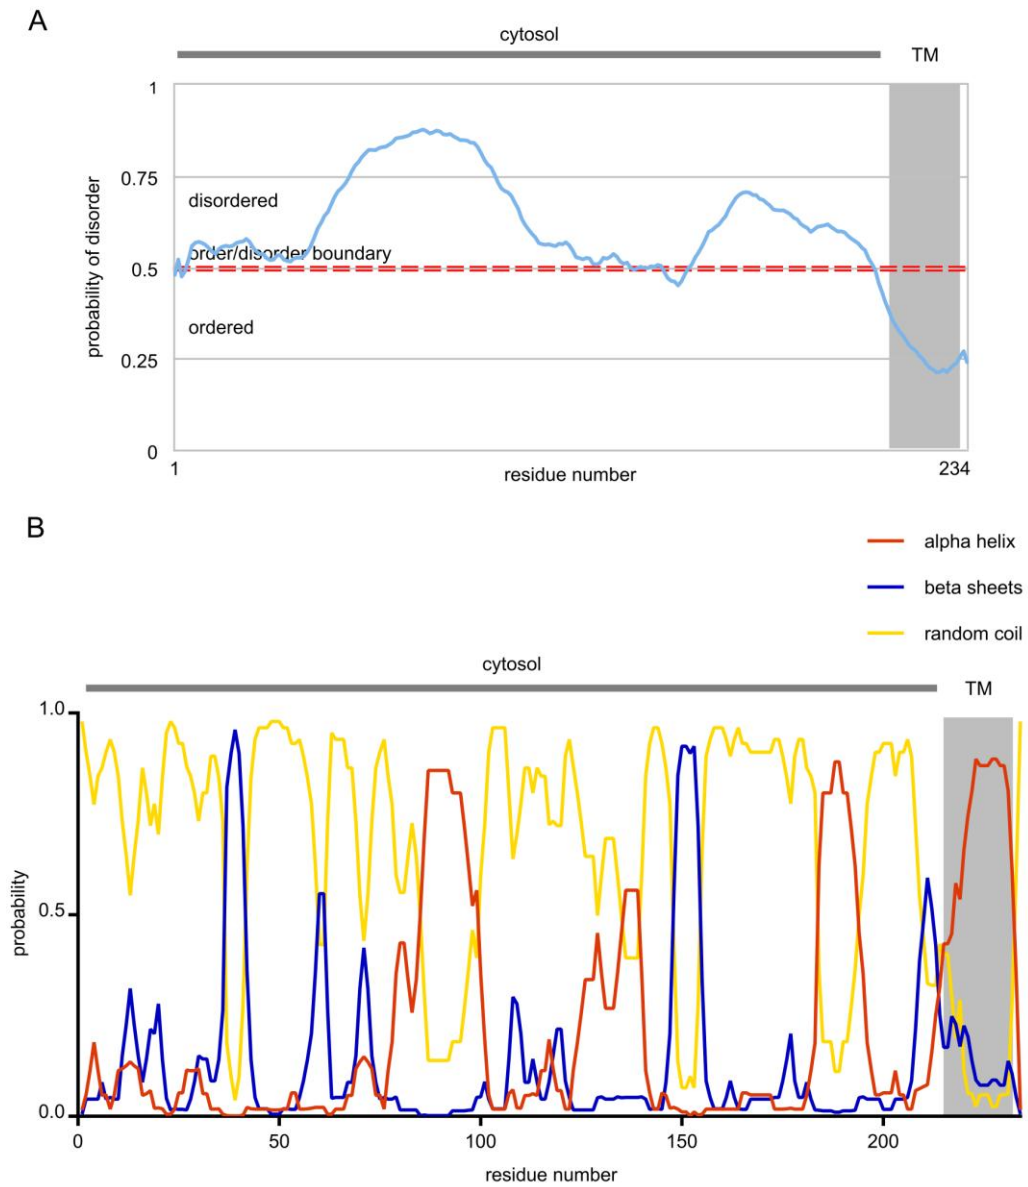 A
cytosol
TM
1
0.75
disordered
order/disorder boundary
0.5
ordered
0.25
0
probability of disorder
1
residue number
234
B
alpha helix
beta sheets
random coil
cytosol
TM
1.0
0.5
0.0
probability
0
50
100
150
200
residue number